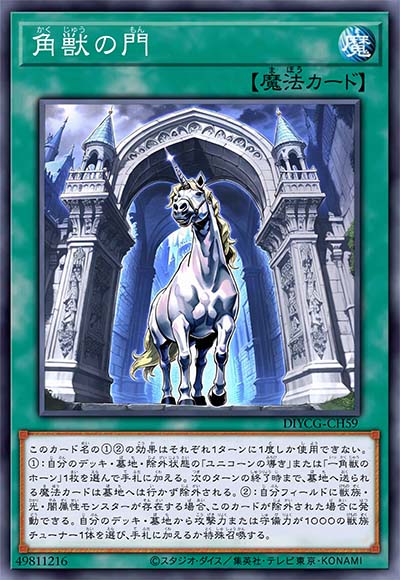 角獣の門
魔
【魔法カード】
DIYCG-CH59
このカード名の①②の効果はそれぞれ1ターンに1度しか使用できない。
①：自分のデッキ・墓地・除外状態の「ユニコーンの導き」または「一角獣
のホーン」1枚を選んで手札に加える。次のターンの終了時まで、墓地へ送られ
る魔法カードは墓地へは行かず除外される。②：自分フィールドに獣族・
光・闇属性モンスターが存在する場合、このカードが除外された場合に発
動できる。自分のデッキ・墓地から攻撃力または守備力が1000の獣族
チューナー1体を選び、手札に加えるか特殊召喚する。
49811216
©スタジオ・ダイス／集英社・テレビ東京・KONAMI